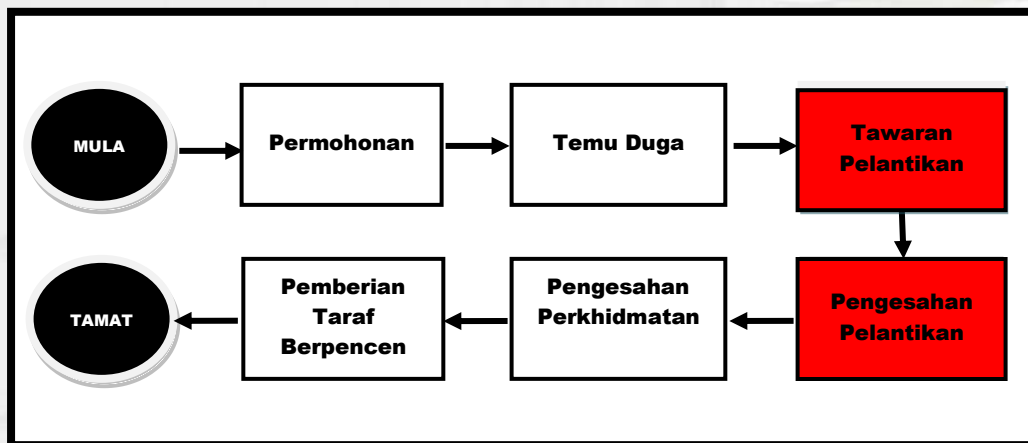 MULA
Permohonan
Temu Duga
Tawaran
Pelantikan
Pengesahan
Pelantikan
Pengesahan
Perkhidmatan
Pemberian
Taraf
Berpencen
TAMAT